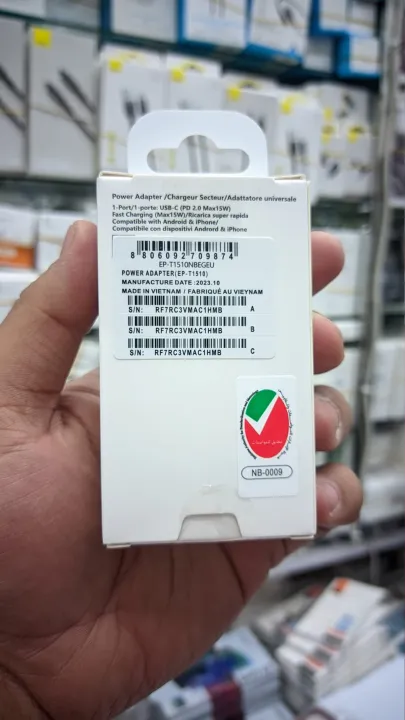 Power Adapter /Chargeur Secteur/Adattatore universale
1-Port/1-porte: USB-C (PD 2.0 Max15W)
Fast Charging (Max15W)/Ricarica super rapida
Compatible with Android & iPhone/
Compatibile con dispositivi Android & iPhone
8 806092 709874
EP-T1510NBEGEU
POWER ADAPTER(EP-T1510)
MANUFACTURE DATE :2023.10
MADE IN VIETNAM / FABRIQUÉ AU VIEYNAM
S/N: RF7RC3VMAC1HMB A
S/N: RF7RC3VMAC1HMB B
S/N: RF7RC3VMAC1HMB C
NB-0009